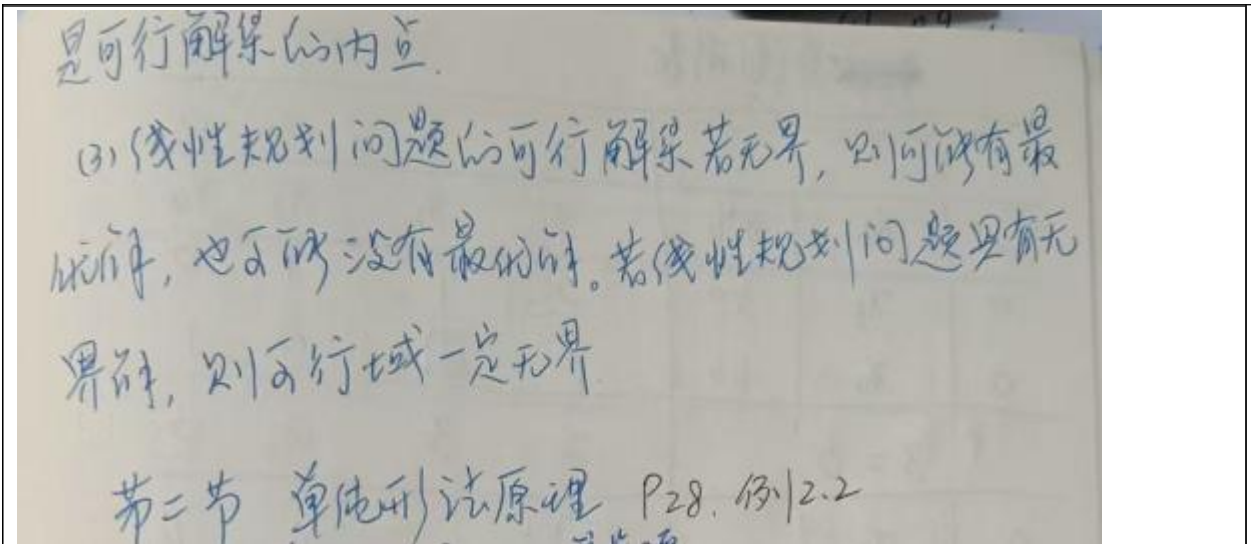 是可行解集的内点.
(3) 线性规划问题的可行解集若无界, 则可能有最
优解, 也可能没有最优解。若线性规划问题具有无
界解, 则可行域一定无界
第二节 单纯形法原理 P28. 例2.2